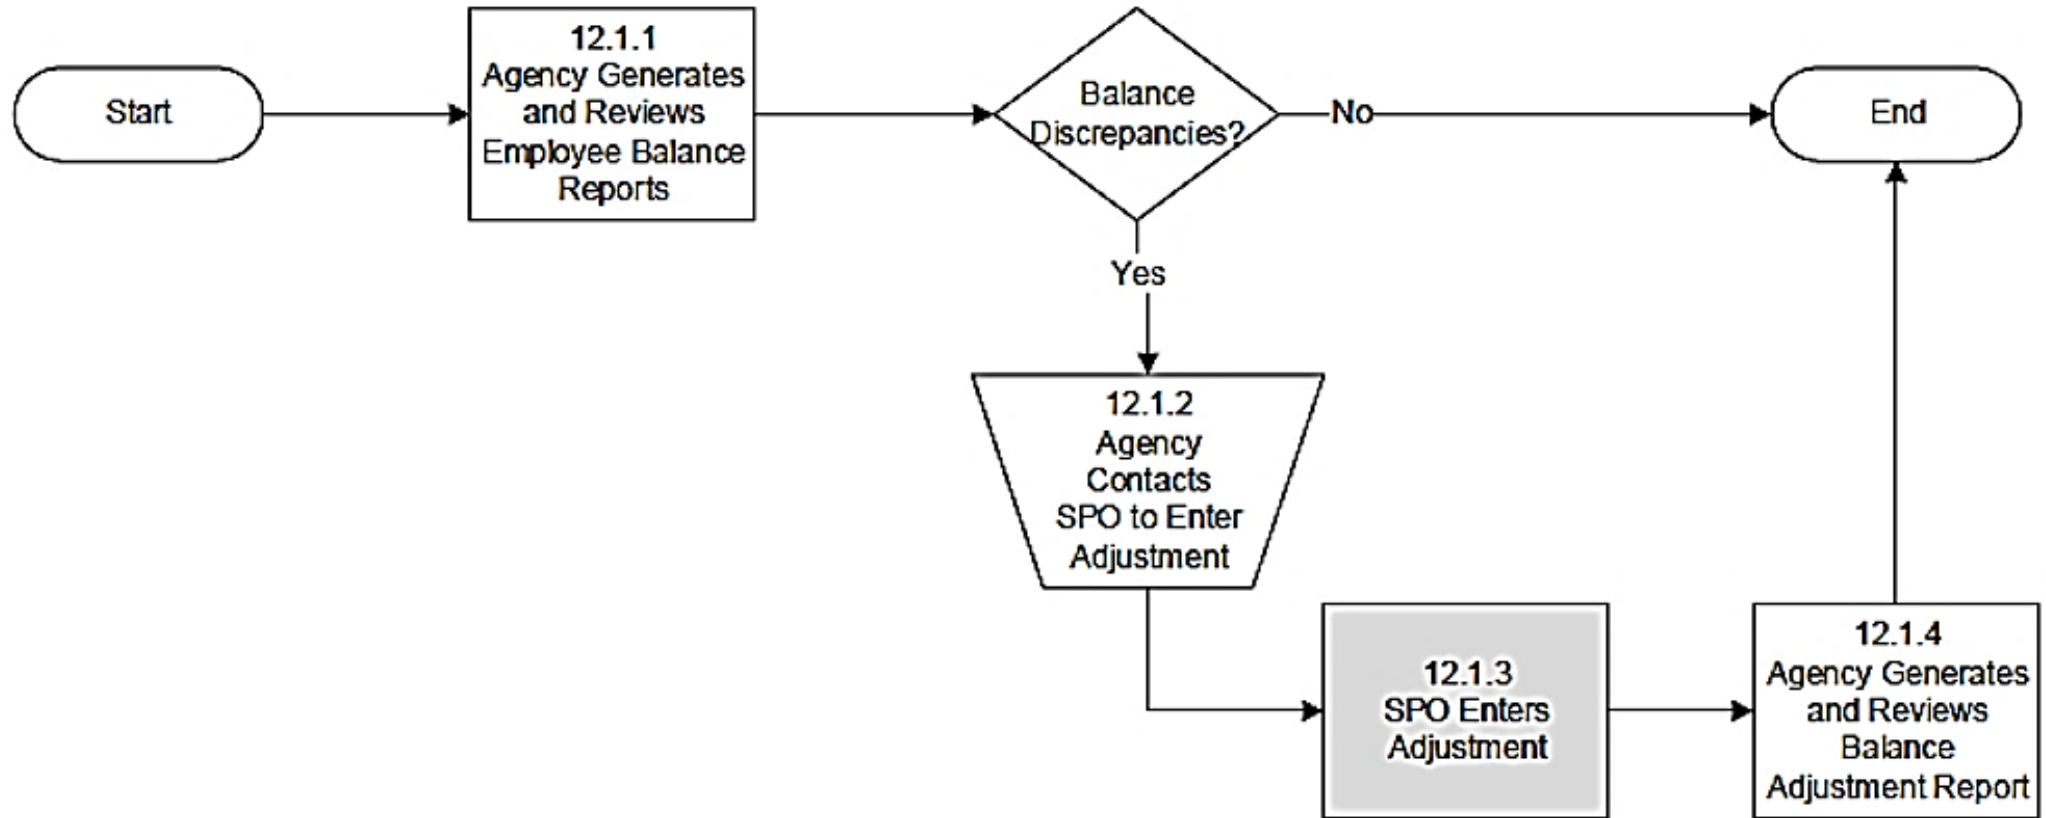 Start
12.1.1
Agency Generates
and Reviews
Employee Balance
Reports
Balance
Discrepancies?
No
End
Yes
12.1.2
Agency
Contacts
SPO to Enter
Adjustment
12.1.3
SPO Enters
Adjustment
12.1.4
Agency Generates
and Reviews
Balance
Adjustment Report